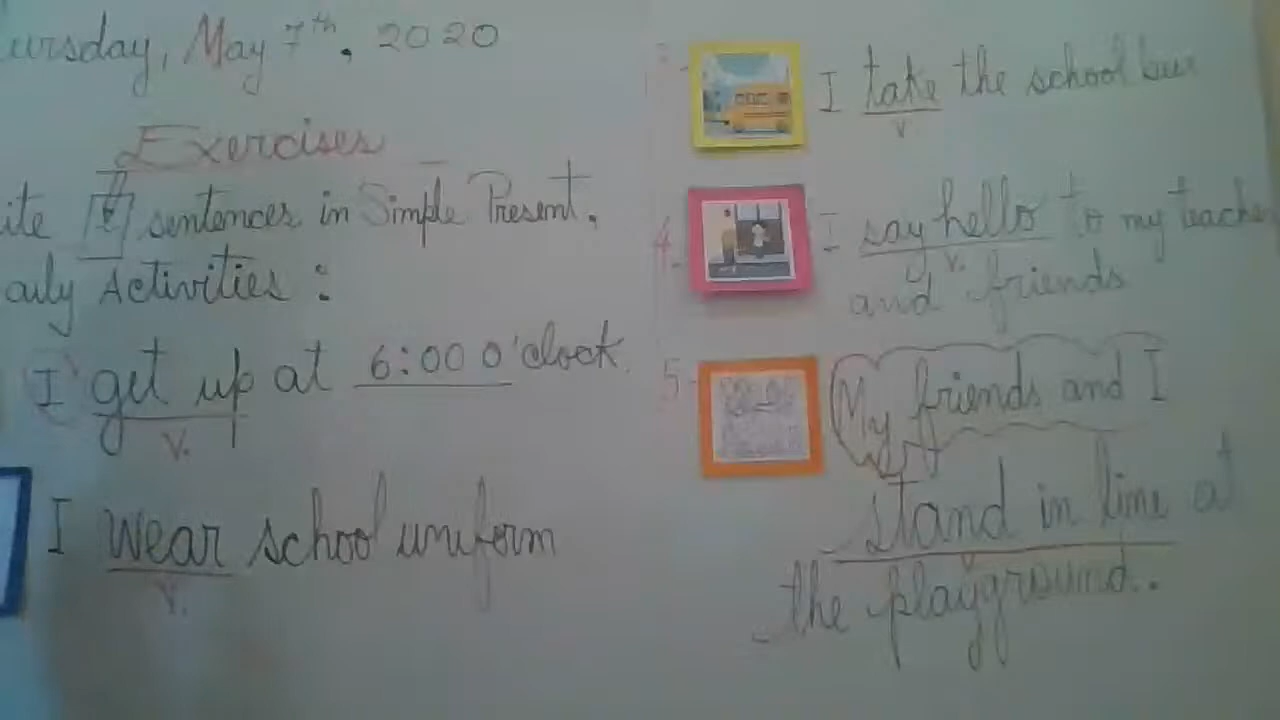 ursday, May 7th, 2020
Exercises
ite sentences in Simple Present.
aily Activities:
I get up at 6:00 o'clock.
V.
I wear school uniform
V.
3- I take the school bus
V.
4- I say hello to my teacher
V.
and friends
5- My friends and I
stand in line at
the playground.